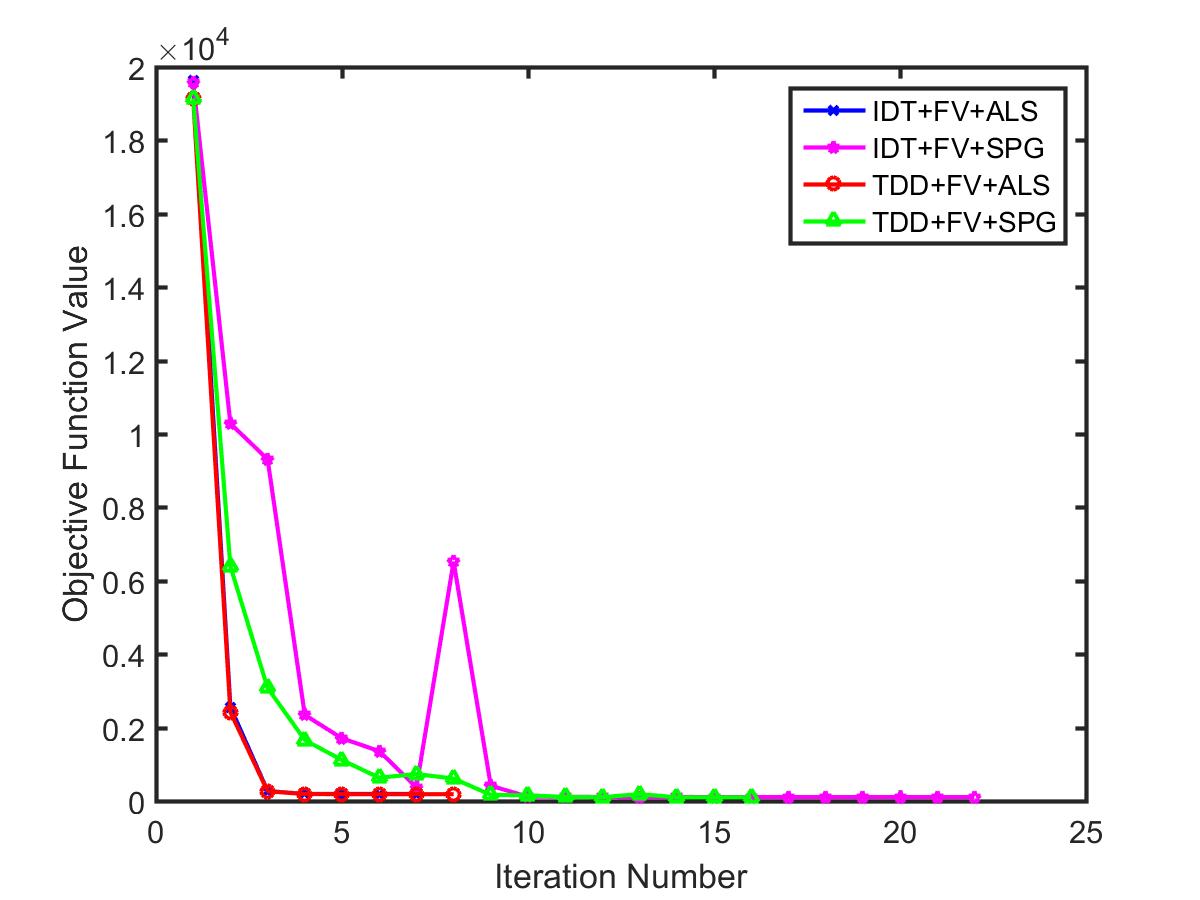 ×10⁴
2
1.8
1.6
1.4
1.2
1
0.8
0.6
0.4
0.2
0
0 5 10 15 20 25
Objective Function Value
Iteration Number
IDT+FV+ALS
IDT+FV+SPG
TDD+FV+ALS
TDD+FV+SPG